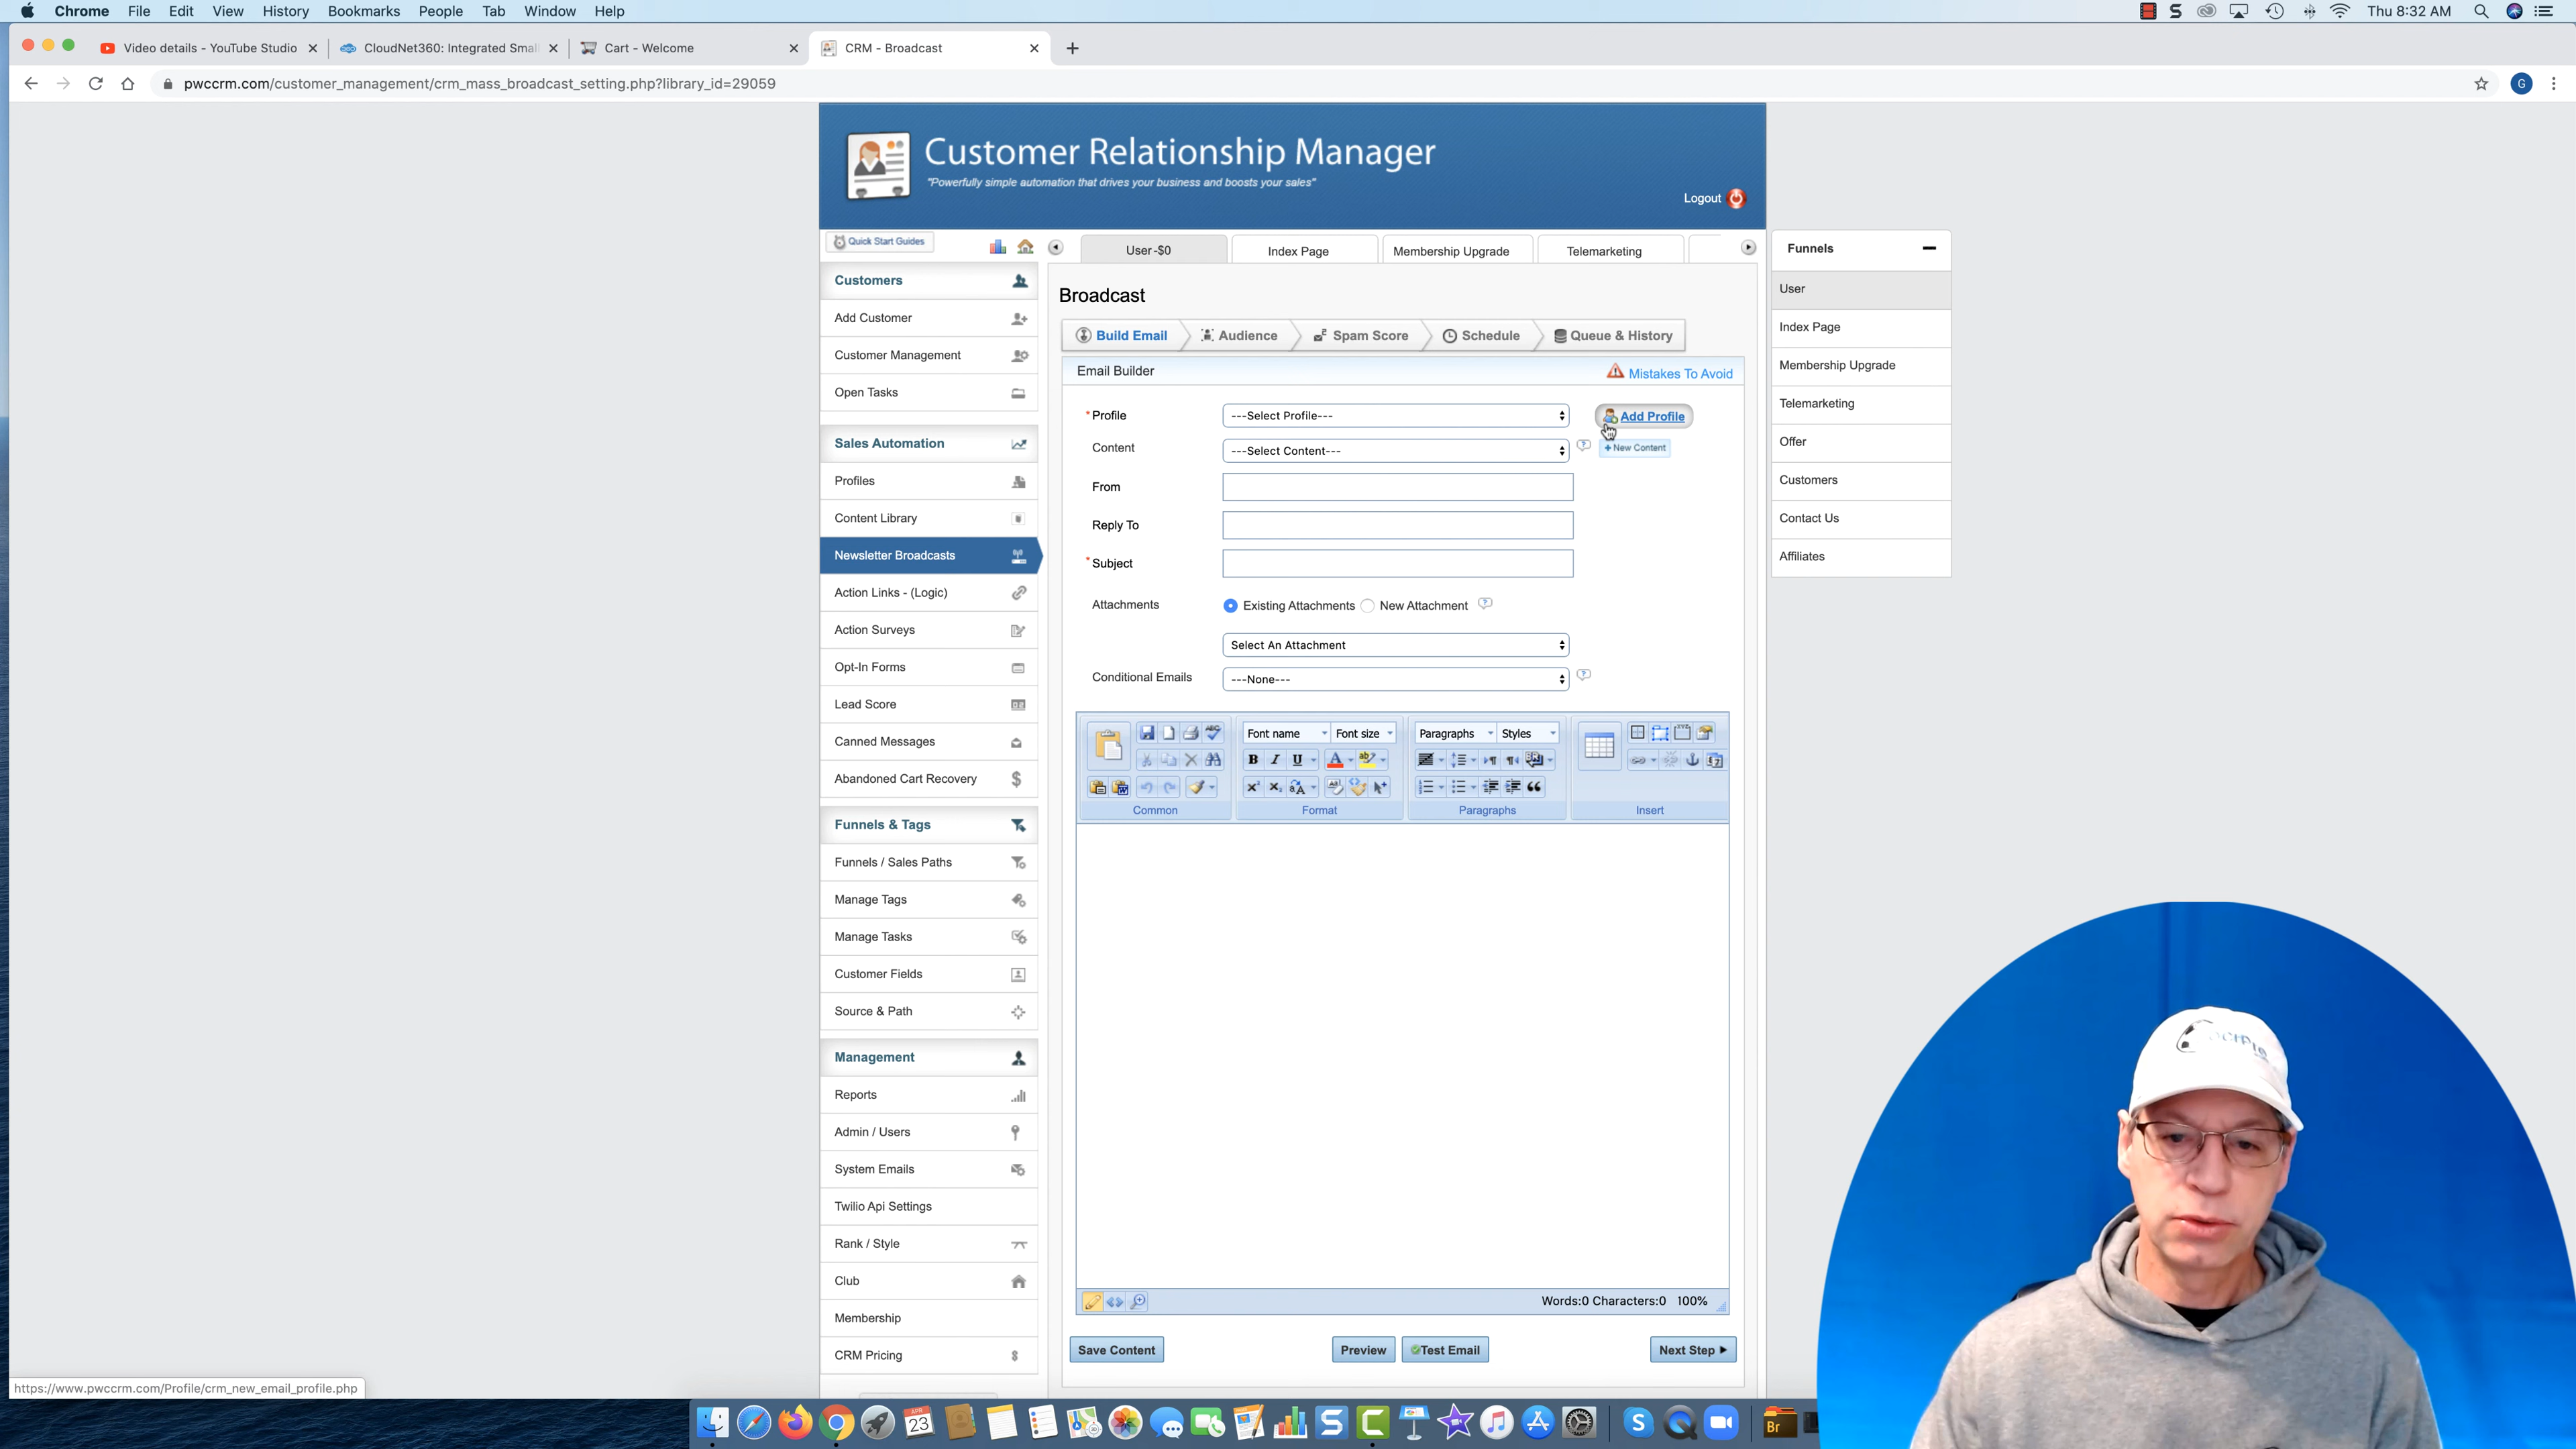 Chrome File Edit View History Bookmarks People Tab Window Help
Thu 8:32 AM
Video details - YouTube Studio
CloudNet360: Integrated Smal
Cart - Welcome
CRM - Broadcast
pwccrm.com/customer_management/crm_mass_broadcast_setting.php?library_id=29059
G
Customer Relationship Manager
"Powerfully simple automation that drives your business and boosts your sales"
Logout
Quick Start Guides
User-$0
Index Page
Membership Upgrade
Telemarketing
Customers
Add Customer
Customer Management
Open Tasks
Sales Automation
Profiles
Content Library
Newsletter Broadcasts
Action Links - (Logic)
Action Surveys
Opt-In Forms
Lead Score
Canned Messages
Abandoned Cart Recovery
Funnels & Tags
Funnels / Sales Paths
Manage Tags
Manage Tasks
Customer Fields
Source & Path
Management
Reports
Admin / Users
System Emails
Twilio Api Settings
Rank / Style
Club
Membership
CRM Pricing
Broadcast
Build Email
Audience
Spam Score
Schedule
Queue & History
Email Builder
Mistakes To Avoid
* Profile
---Select Profile---
Add Profile
Content
---Select Content---
+ New Content
From
Reply To
* Subject
Attachments
Existing Attachments
New Attachment
Select An Attachment
Conditional Emails
---None---
Font name
Font size
Paragraphs
Styles
Common
Format
Paragraphs
Insert
Words:0 Characters:0 100%
Save Content
Preview
Test Email
Next Step
Funnels
User
Index Page
Membership Upgrade
Telemarketing
Offer
Customers
Contact Us
Affiliates
https://www.pwccrm.com/Profile/crm_new_email_profile.php
APR
23
Br